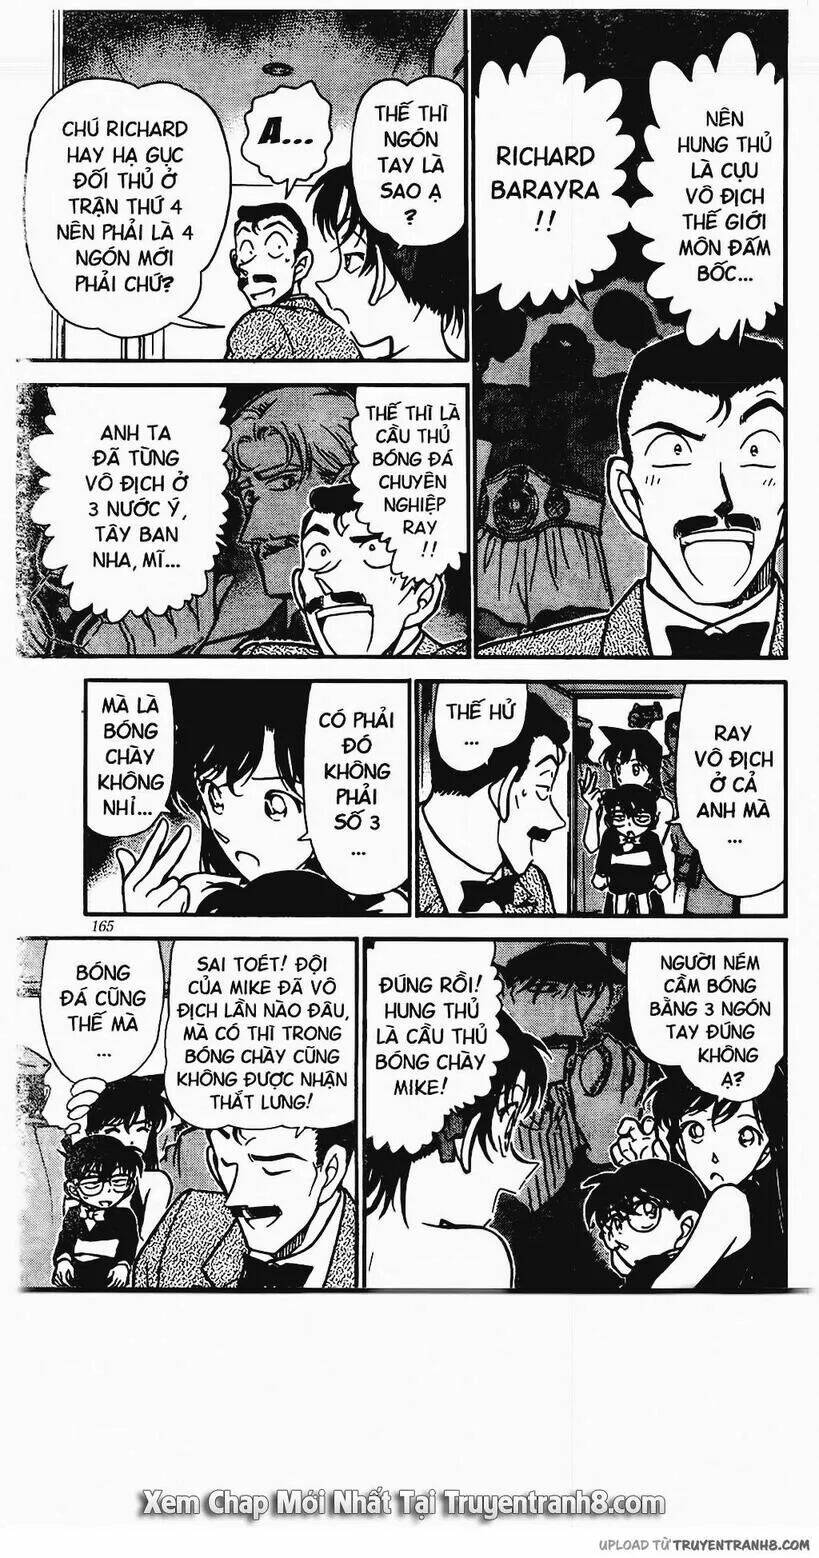 NÊN
HUNG THỦ
LÀ CỰU
VÔ ĐỊCH
THẾ GIỚI
MÔN ĐẤM
BỐC...
RICHARD
BARAYRA
!!
THẾ THÌ
NGÓN
TAY LÀ
SAO Ạ
?
A...
CHÚ RICHARD
HAY HẠ GỤC
ĐỐI THỦ Ở
TRẬN THỨ 4
NÊN PHẢI LÀ 4
NGÓN MỚI
PHẢI CHỨ?
THẾ THÌ LÀ
CẦU THỦ
BÓNG ĐÁ
CHUYÊN
NGHIỆP
RAY
!!
ANH TA
ĐÃ TỪNG
VÔ ĐỊCH Ở
3 NƯỚC Ý,
TÂY BAN
NHA, MĨ...
RAY
VÔ ĐỊCH
Ở CẢ
ANH MÀ
...
THẾ HỬ
...
CÓ PHẢI
ĐÓ
KHÔNG
PHẢI
SỐ 3
...
MÀ LÀ
BÓNG
CHÀY
KHÔNG
NHỈ...
165
NGƯỜI NÉM
CẦM BÓNG
BẰNG 3 NGÓN
TAY ĐÚNG
KHÔNG
Ạ?
ĐÚNG RỒI!
HUNG THỦ
LÀ CẦU THỦ
BÓNG CHÀY
MIKE!
SAI TOÉT! ĐỘI
CỦA MIKE ĐÃ VÔ
ĐỊCH LẦN NÀO ĐÂU,
MÀ CÓ THÌ TRONG
BÓNG CHÀY CŨNG
KHÔNG ĐƯỢC NHẬN
THẮT LƯNG!
BÓNG
ĐÁ CŨNG
THẾ MÀ
...
Xem Chap Mới Nhất Tại Truyentranh8.com
UPLOAD TỪ TRUYENTRANH8.COM